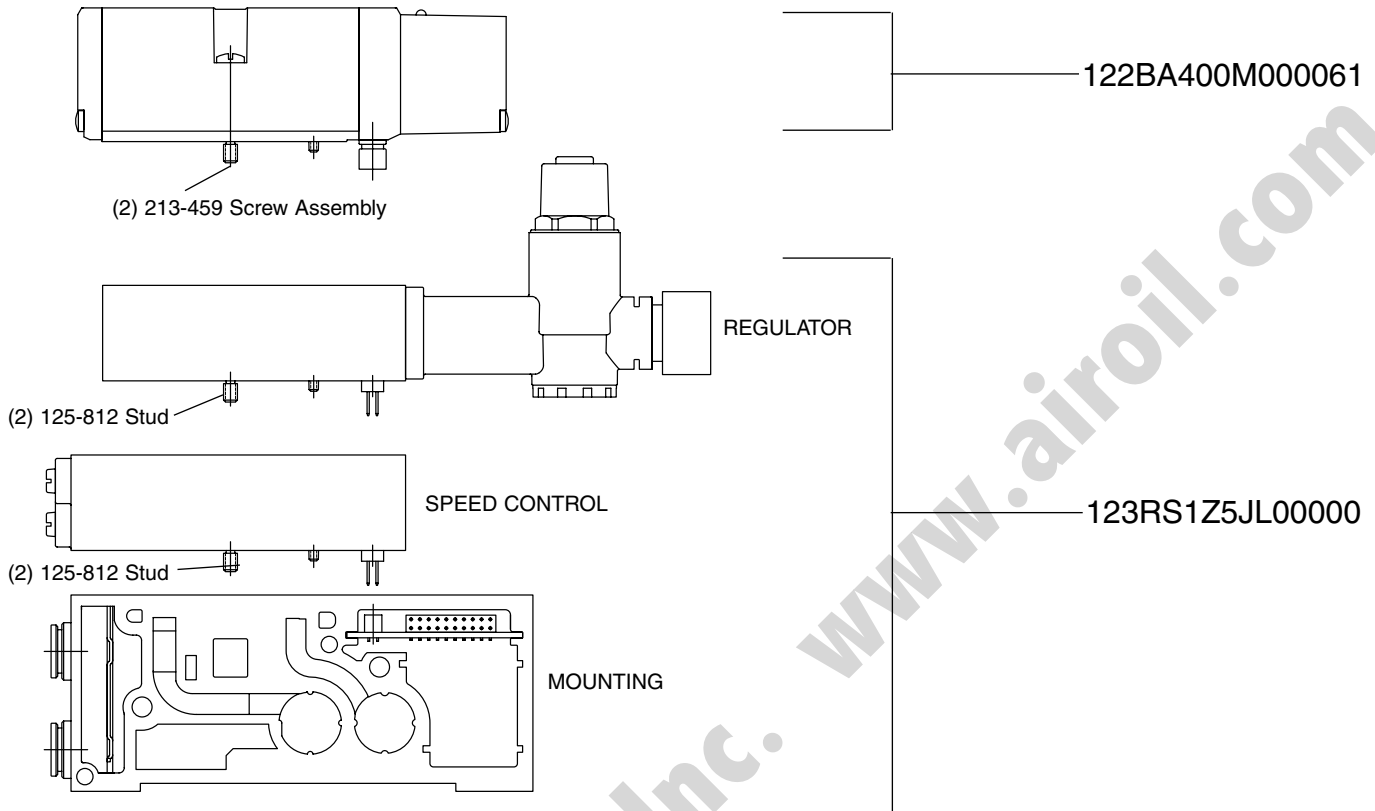 122BA400M000061
(2) 213-459 Screw Assembly
REGULATOR
(2) 125-812 Stud
SPEED CONTROL
123RS1Z5JL00000
(2) 125-812 Stud
MOUNTING
Inc. www.airoil.com